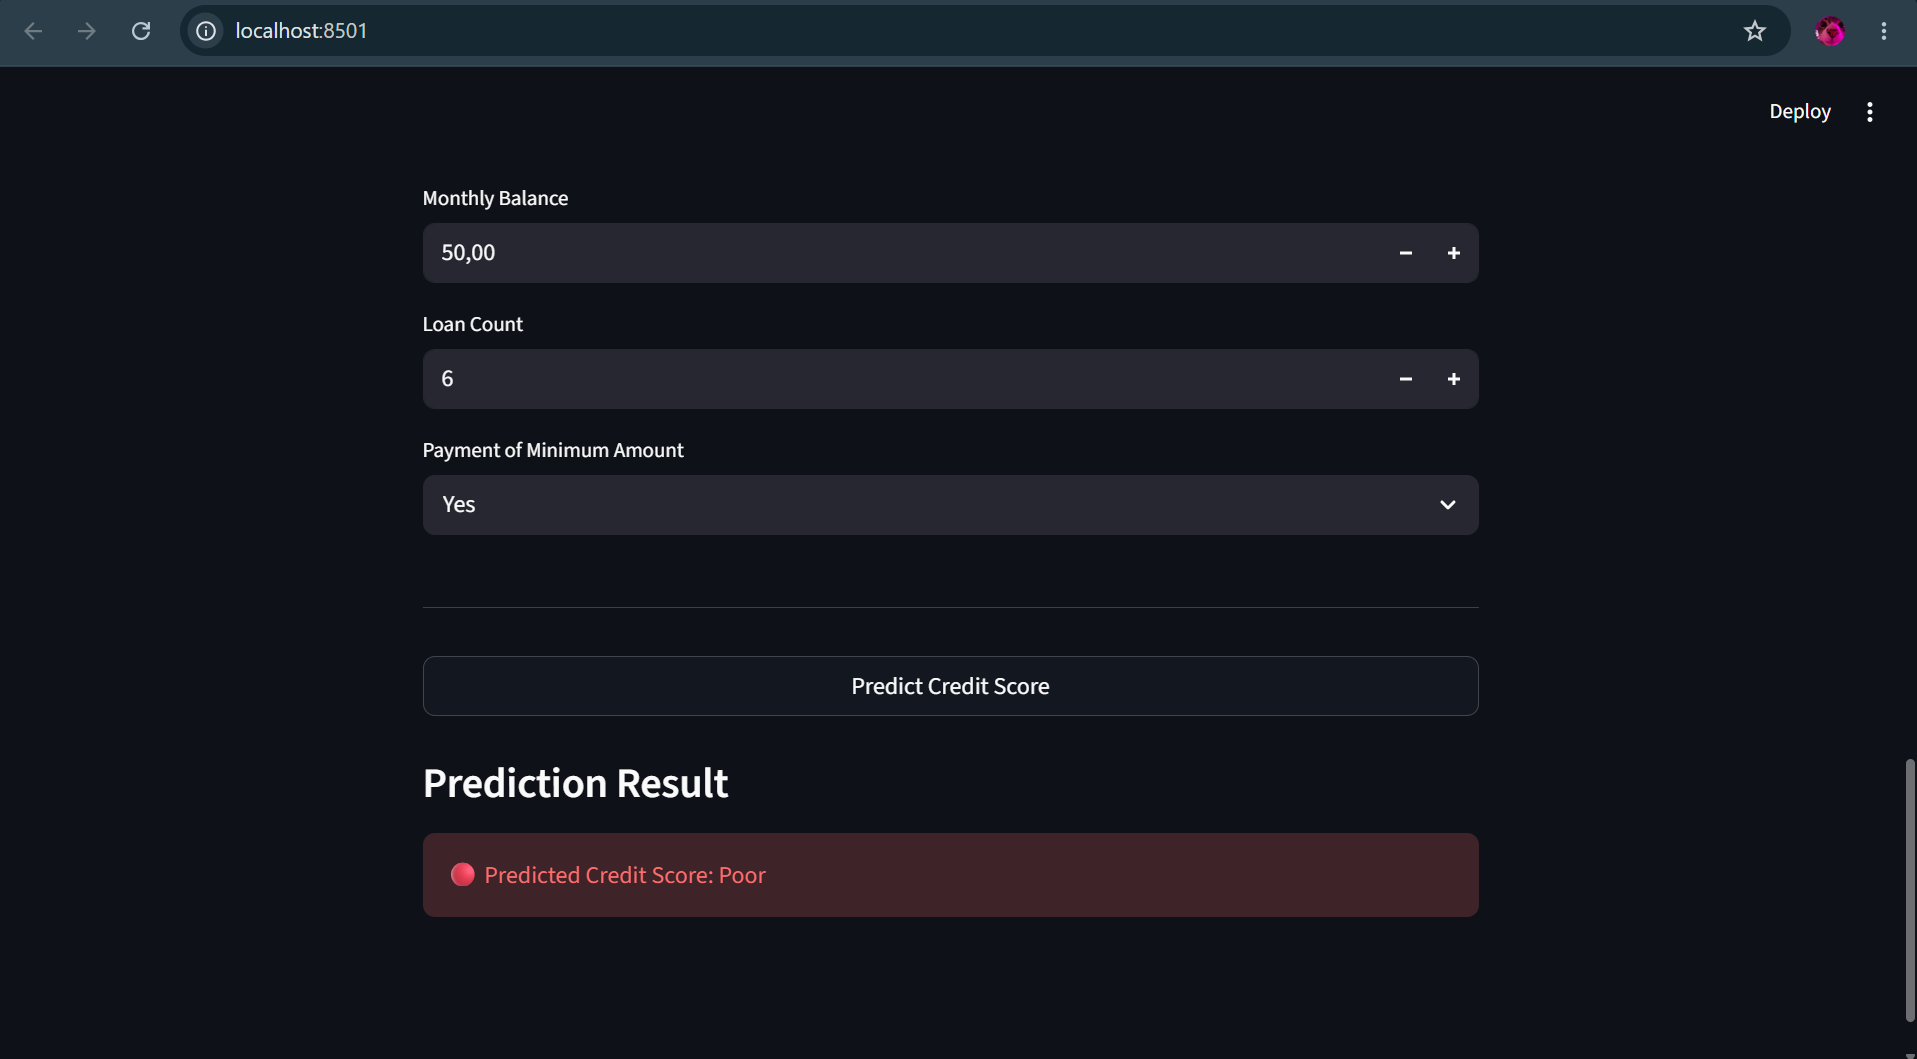 localhost:8501
Deploy
Monthly Balance
50,00
Loan Count
6
Payment of Minimum Amount
Yes
Predict Credit Score
Prediction Result
Predicted Credit Score: Poor